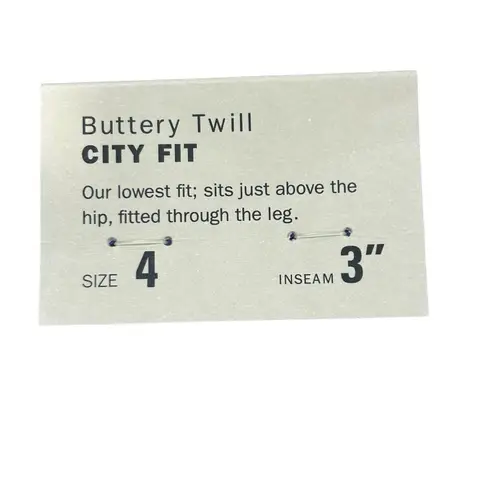 Buttery Twill
CITY FIT
Our lowest fit; sits just above the
hip, fitted through the leg.
SIZE 4 INSEAM 3"